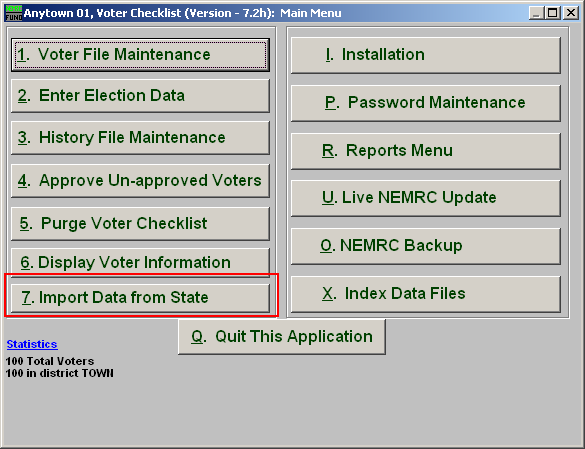 FUND
Anytown 01, Voter Checklist (Version - 7.2h): Main Menu
1. Voter File Maintenance
2. Enter Election Data
3. History File Maintenance
4. Approve Un-approved Voters
5. Purge Voter Checklist
6. Display Voter Information
7. Import Data from State
I. Installation
P. Password Maintenance
R. Reports Menu
U. Live NEMRC Update
O. NEMRC Backup
X. Index Data Files
Q. Quit This Application
Statistics
100 Total Voters
100 in district TOWN